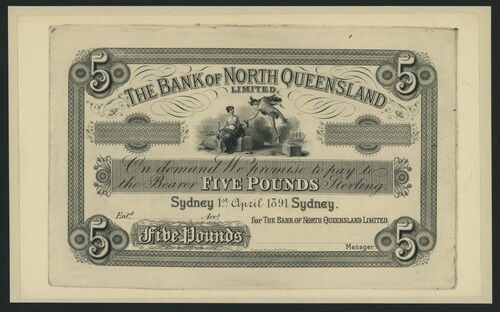 5 5
THE BANK OF NORTH QUEENSLAND
LIMITED.
On demand We promise to pay to
the Bearer FIVE POUNDS Sterling.
Sydney 1st April 1891 Sydney.
Entd. Acct.
for THE BANK OF NORTH QUEENSLAND LIMITED.
Five Pounds
Manager.
5 5